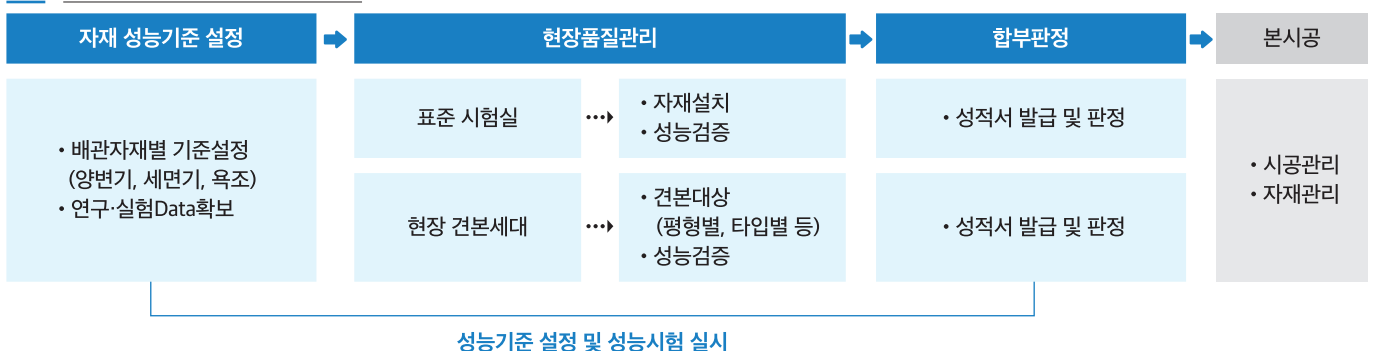 자재 성능기준 설정
현장품질관리
합부판정
본시공
• 배관자재별 기준설정
(양변기, 세면기, 욕조)
• 연구·실험Data확보
표준 시험실
• 자재설치
• 성능검증
• 성적서 발급 및 판정
현장 견본세대
• 견본대상
(평형별, 타입별 등)
• 성능검증
• 성적서 발급 및 판정
• 시공관리
• 자재관리
성능기준 설정 및 성능시험 실시